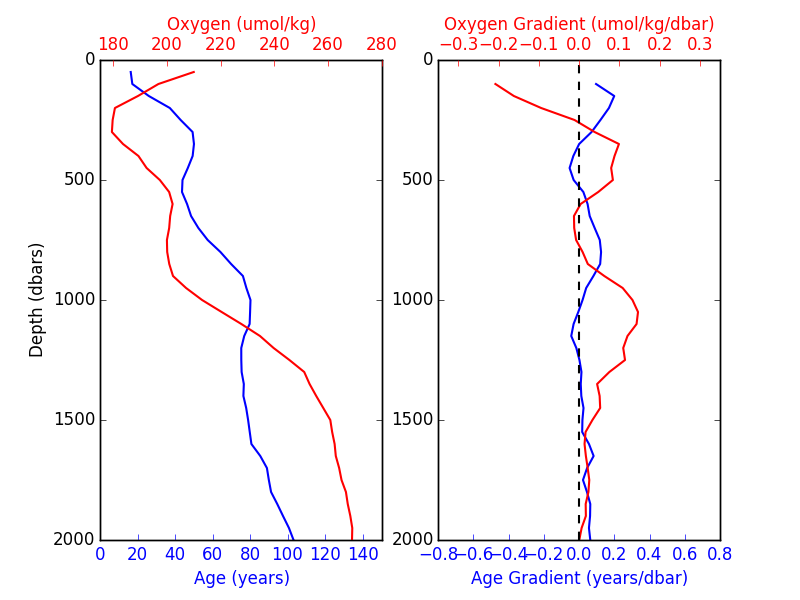 Oxygen (umol/kg)
Oxygen Gradient (umol/kg/dbar)
180 200 220 240 260 280
−0.3 −0.2 −0.1 0.0 0.1 0.2 0.3
0
500
1000
1500
2000
Depth (dbars)
0
500
1000
1500
2000
0 20 40 60 80 100 120 140
−0.8 −0.6 −0.4 −0.2 0.0 0.2 0.4 0.6 0.8
Age (years)
Age Gradient (years/dbar)